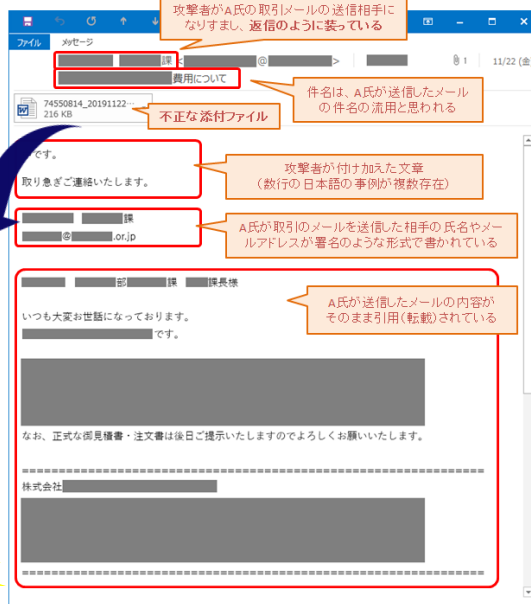 攻撃者がA氏の取引メールの送信相手に
なりすまし、返信のように装っている
ファイル メッセージ
課 < @ >
1 11/22 (金
費用について
件名は、A氏が送信したメール
の件名の流用と思われる
74550814_20191122…
216 KB
不正な添付ファイル
です。
取り急ぎご連絡いたします。
攻撃者が付け加えた文章
(数行の日本語の事例が複数存在)
課
@ .or.jp
A氏が取引のメールを送信した相手の氏名やメー
ルアドレスが署名のような形式で書かれている
部 課 課長様
A氏が送信したメールの内容が
そのまま引用(転載)されている
いつも大変お世話になっております。
です。
なお、正式な御見積書・注文書は後日ご提示いたしますのでよろしくお願いいたします。
==================================================================
株式会社
==================================================================